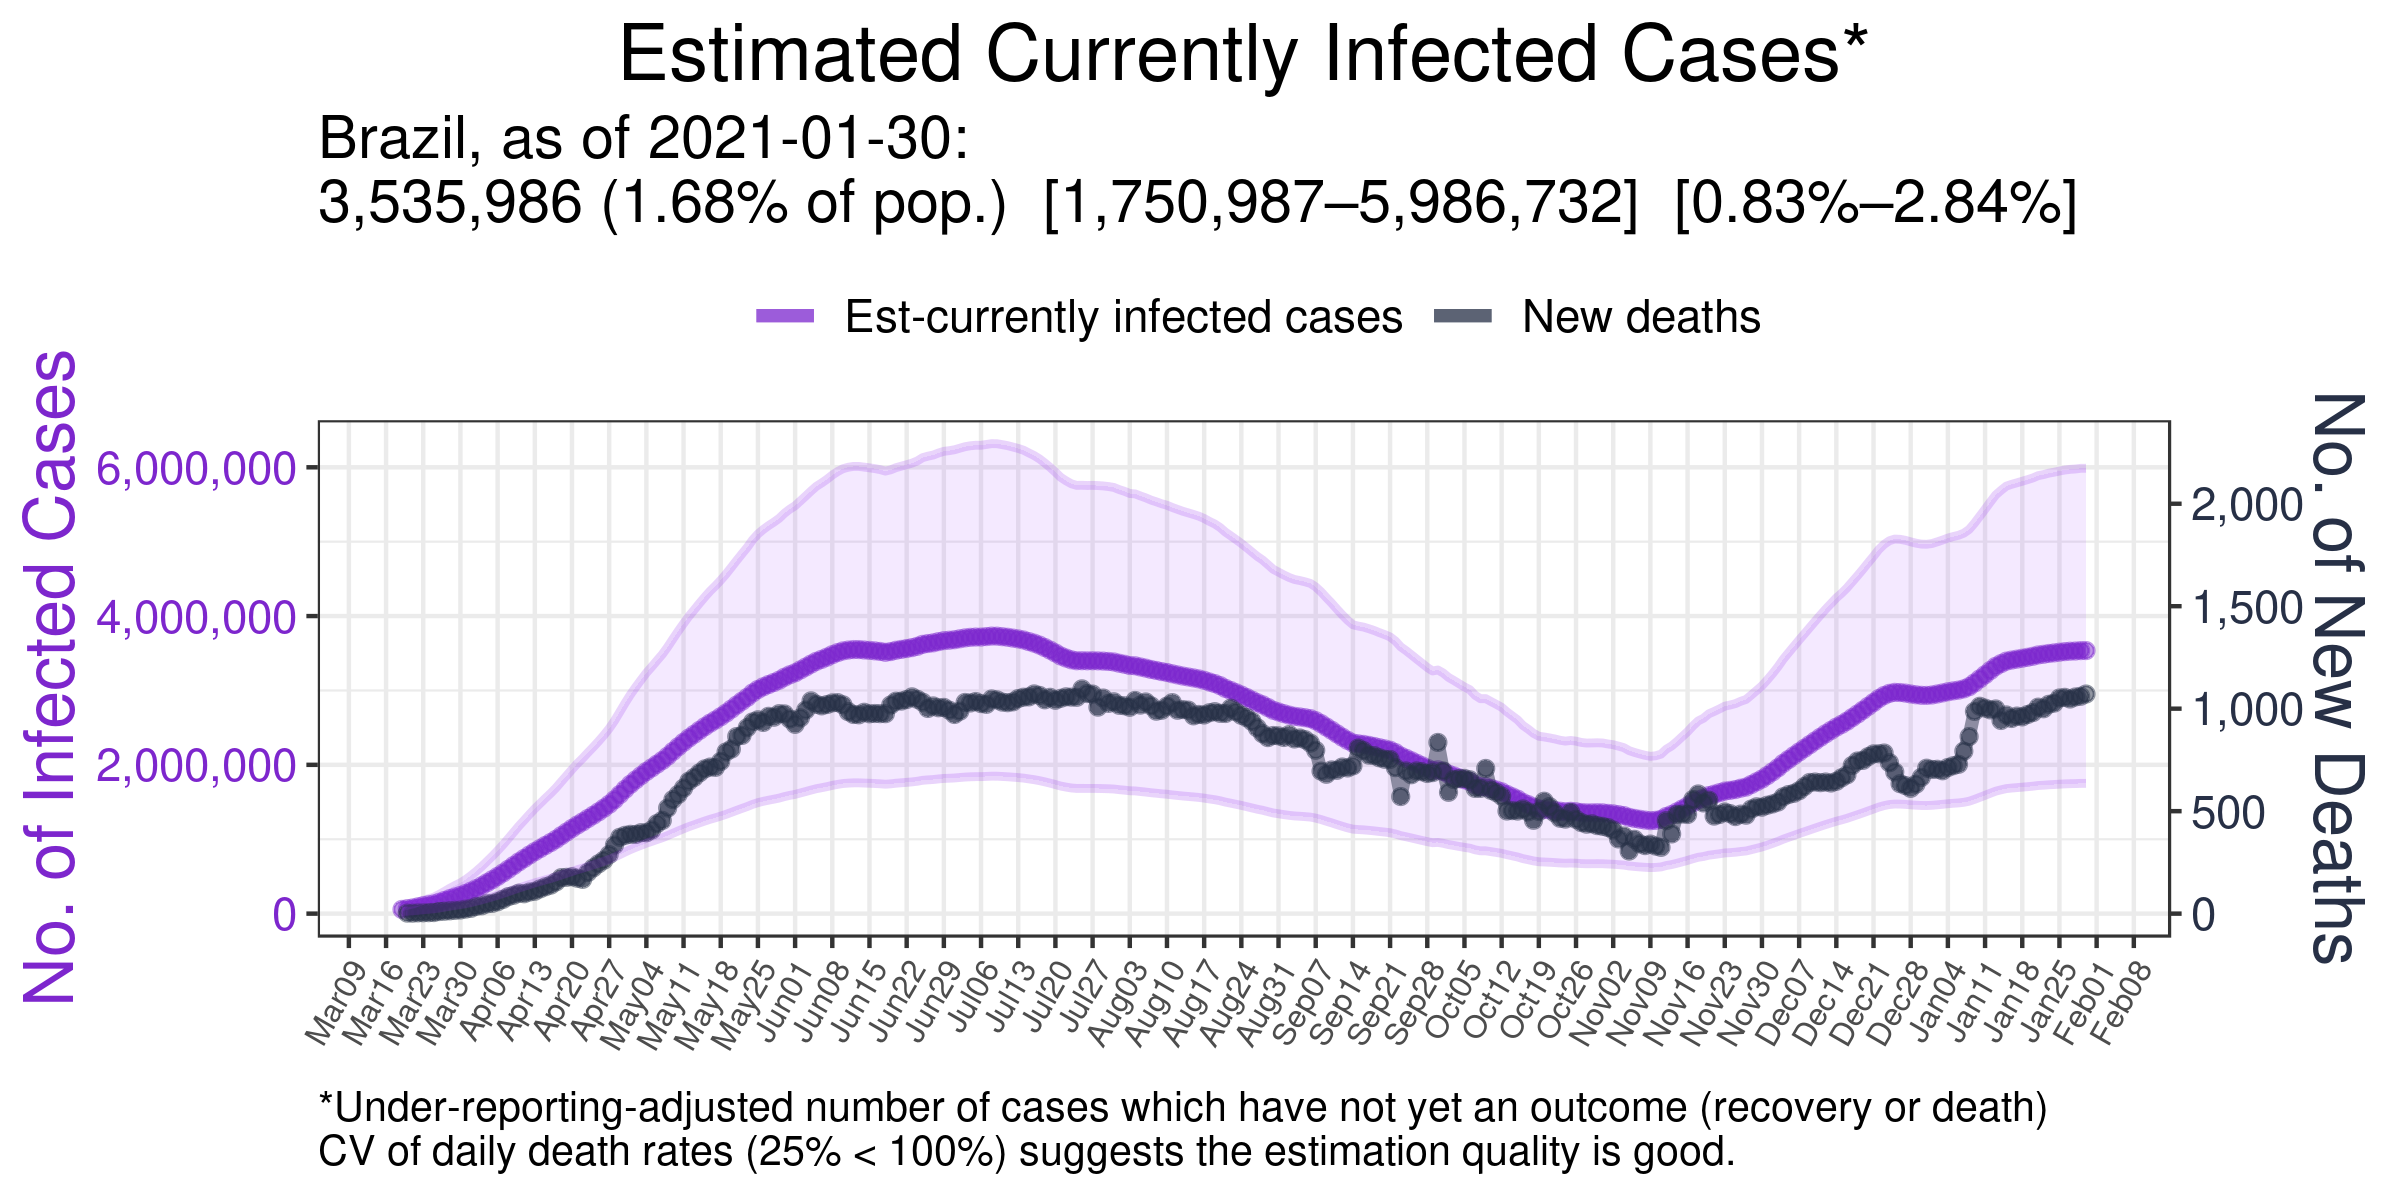 Estimated Currently Infected Cases*
Brazil, as of 2021-01-30:
3,535,986 (1.68% of pop.) [1,750,987–5,986,732] [0.83%–2.84%]
Est-currently infected cases
New deaths
No. of Infected Cases
6,000,000
4,000,000
2,000,000
0
No. of New Deaths
2,000
1,500
1,000
500
0
Mar09
Mar16
Mar23
Mar30
Apr06
Apr13
Apr20
Apr27
May04
May11
May18
May25
Jun01
Jun08
Jun15
Jun22
Jun29
Jul06
Jul13
Jul20
Jul27
Aug03
Aug10
Aug17
Aug24
Aug31
Sep07
Sep14
Sep21
Sep28
Oct05
Oct12
Oct19
Oct26
Nov02
Nov09
Nov16
Nov23
Nov30
Dec07
Dec14
Dec21
Dec28
Jan04
Jan11
Jan18
Jan25
Feb01
Feb08
*Under-reporting-adjusted number of cases which have not yet an outcome (recovery or death)
CV of daily death rates (25% < 100%) suggests the estimation quality is good.